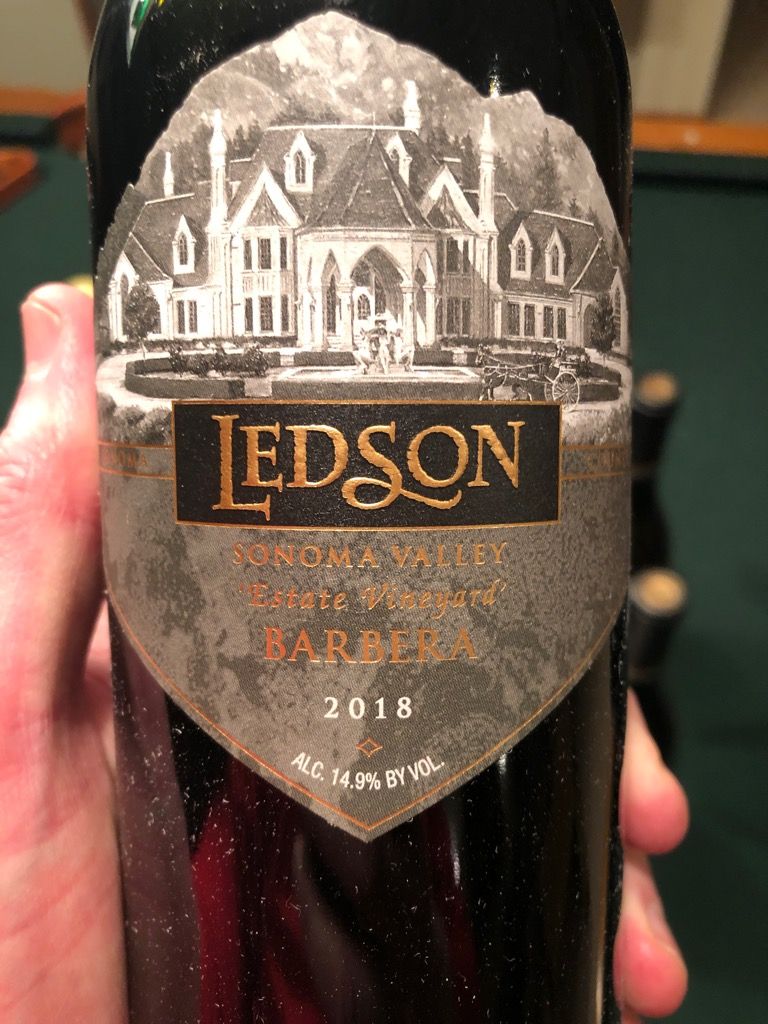 LEDSON
SONOMA VALLEY
'Estate Vineyard'
BARBERA
2018
ALC. 14.9% BY VOL.